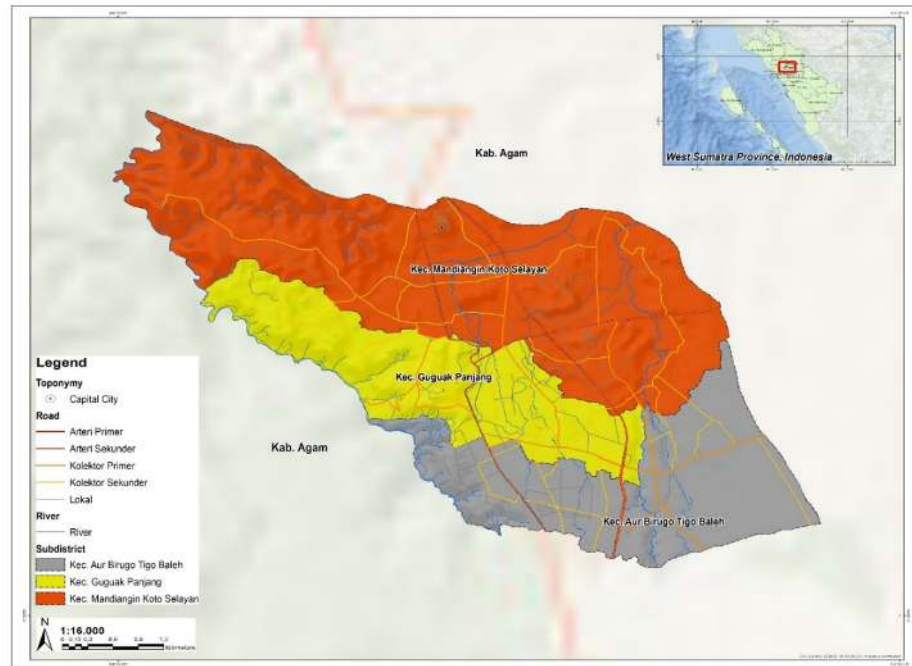 Kab. Agam
West Sumatra Province, Indonesia
Kec. Mandiangin Koto Selayan
Kec. Guguak Panjang
Kab. Agam
Kec. Aur Birugo Tigo Baleh
Legend
Toponymy
Capital City
Road
Arteri Primer
Arteri Sekunder
Kolektor Primer
Kolektor Sekunder
Lokal
River
River
Subdistrict
Kec. Aur Birugo Tigo Baleh
Kec. Guguak Panjang
Kec. Mandiangin Koto Selayan
N
1:16.000
Kilometers